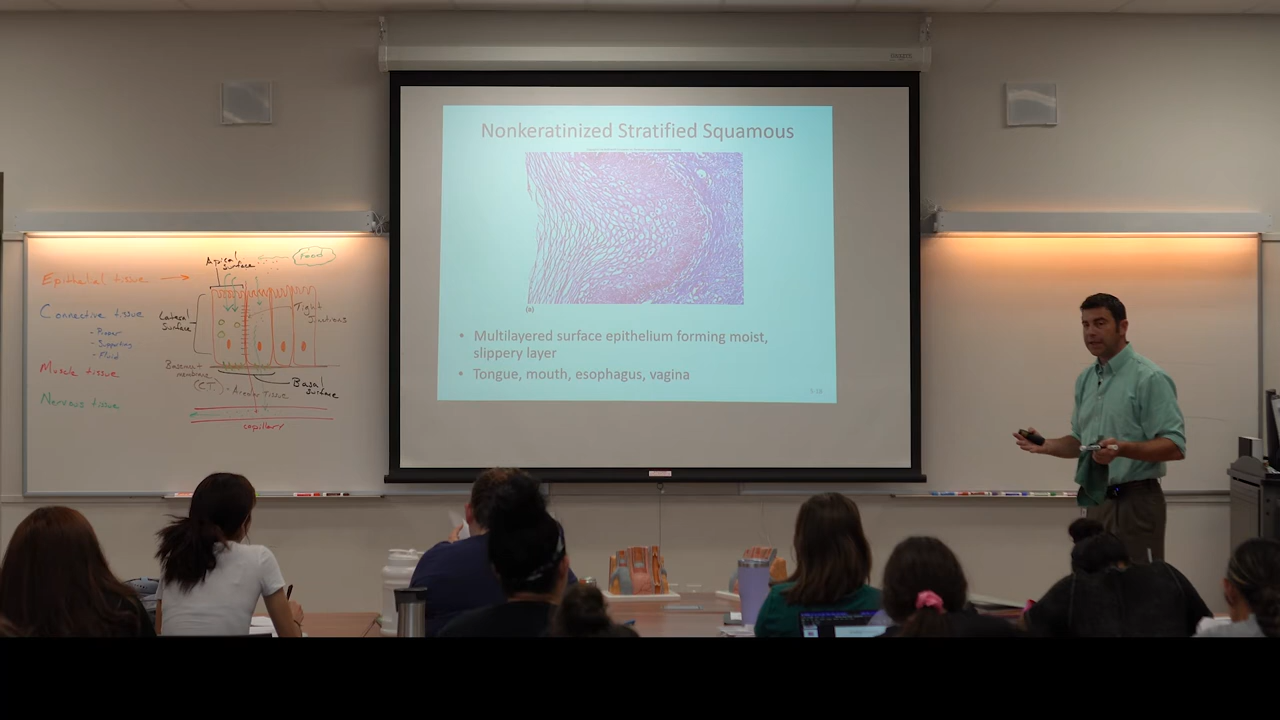 Nonkeratinized Stratified Squamous
(a)
• Multilayered surface epithelium forming moist,
slippery layer
• Tongue, mouth, esophagus, vagina
Apical
Surface
Food
Epithelial tissue
Connective tissue
- Proper
- Supporting
- Fluid
Muscle tissue
Nervous tissue
Lateral
Surface
Tight
Junctions
Basement
membrane
(C.T.) - Areolar Tissue
Basal
Surface
capillary